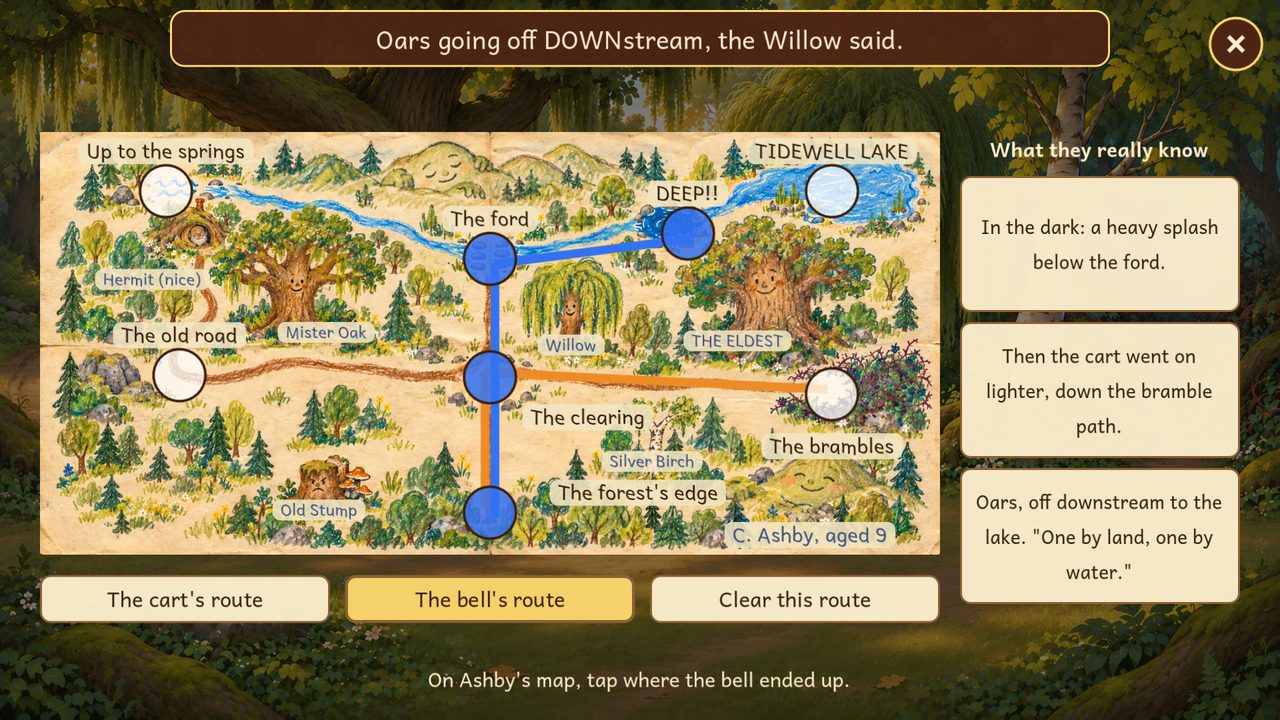 Oars going off DOWNstream, the Willow said.
×
Up to the springs
TIDEWELL LAKE
DEEP!!
The ford
Hermit (nice)
Mister Oak
The old road
Willow
THE ELDEST
The clearing
The brambles
Silver Birch
The forest's edge
Old Stump
C. Ashby, aged 9
What they really know
In the dark: a heavy splash
below the ford.
Then the cart went on
lighter, down the bramble
path.
Oars, off downstream to the
lake. "One by land, one by
water."
The cart's route
The bell's route
Clear this route
On Ashby's map, tap where the bell ended up.